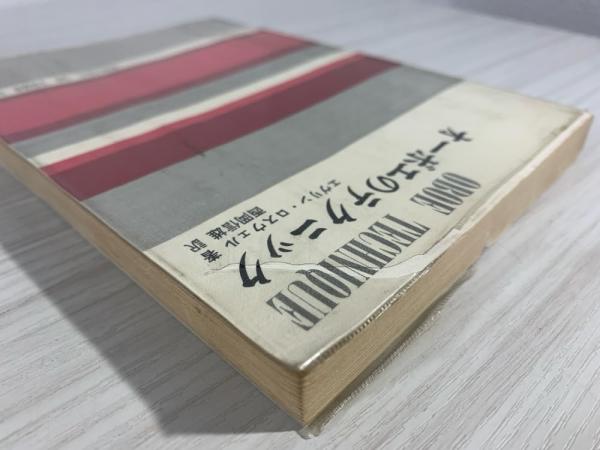 OBOE TECHNIQUE
オーボエのテクニック
エヴリン・ロスウェル 著
西岡信雄 訳